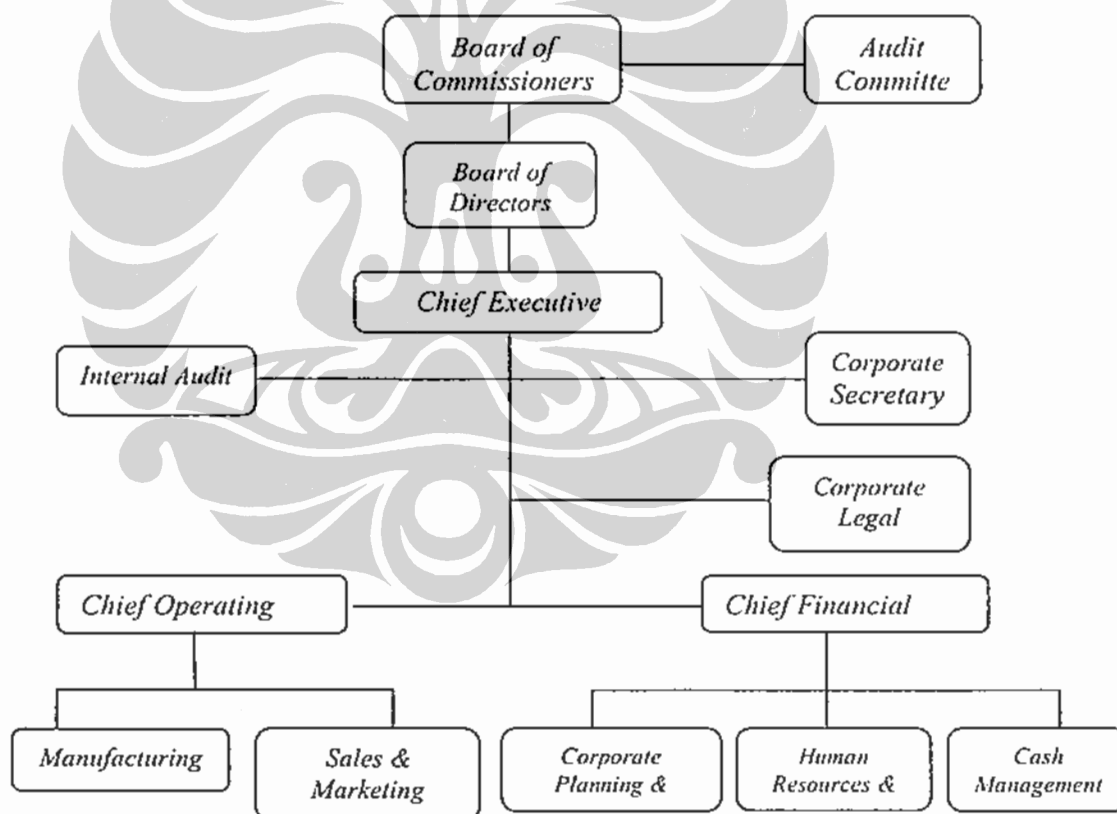 Board of
Commissioners
Audit
Committe
Board of
Directors
Chief Executive
Internal Audit
Corporate
Secretary
Corporate
Legal
Chief Operating
Chief Financial
Manufacturing
Sales &
Marketing
Corporate
Planning &
Human
Resources &
Cash
Management